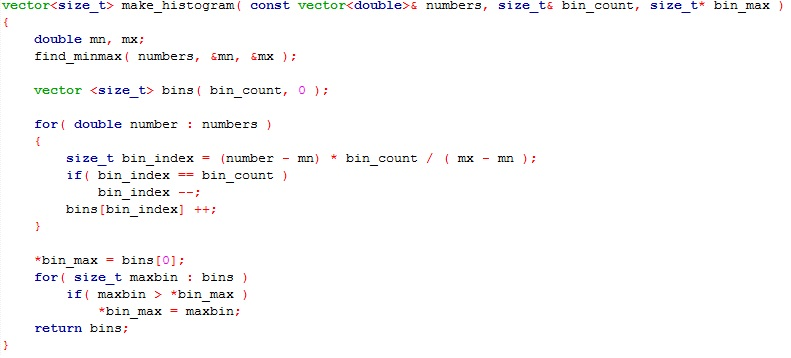 vector<size_t> make_histogram( const vector<double>& numbers, size_t& bin_count, size_t* bin_max )
{
    double mn, mx;
    find_minmax( numbers, &mn, &mx );

    vector <size_t> bins( bin_count, 0 );

    for( double number : numbers )
    {
        size_t bin_index = (number - mn) * bin_count / ( mx - mn );
        if( bin_index == bin_count )
            bin_index --;
        bins[bin_index] ++;
    }

    *bin_max = bins[0];
    for( size_t maxbin : bins )
        if( maxbin > *bin_max )
            *bin_max = maxbin;
    return bins;
}